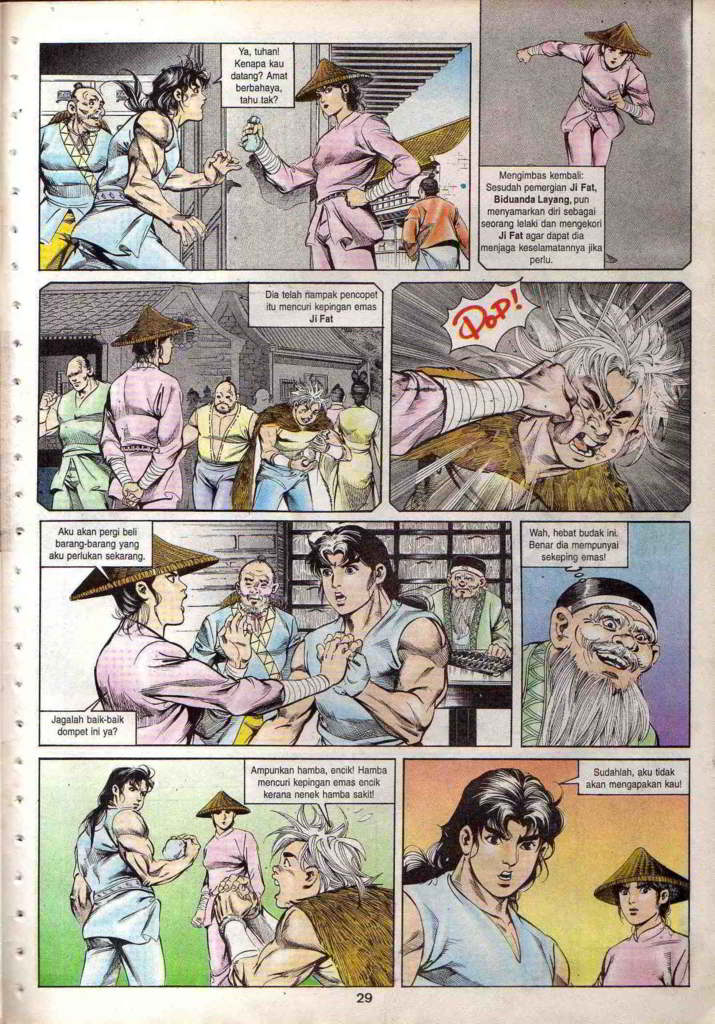 Ya, tuhan!
Kenapa kau
datang? Amat
berbahaya,
tahu tak?
Mengimbas kembali:
Sesudah pemergian Ji Fat,
Biduanda Layang, pun
menyamarkan diri sebagai
seorang lelaki dan mengekori
Ji Fat agar dapat dia
menjaga keselamatannya jika
perlu.
Dia telah nampak pencopet
itu mencuri kepingan emas
Ji Fat
POP!
Aku akan pergi beli
barang-barang yang
aku perlukan sekarang.
Jagalah baik-baik
dompet ini ya?
Wah, hebat budak ini.
Benar dia mempunyai
sekeping emas!
Ampunkan hamba, encik! Hamba
mencuri kepingan emas encik
kerana nenek hamba sakit!
Sudahlah, aku tidak
akan mengapakan kau!
29